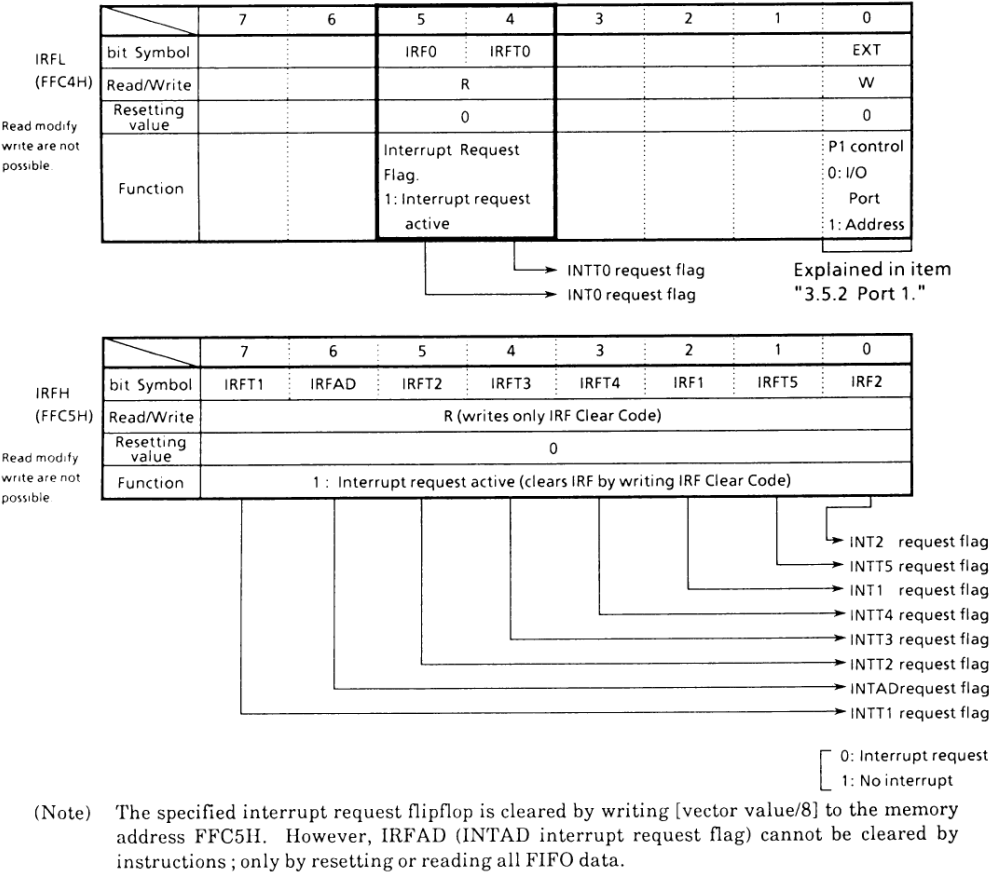 7 6 5 4 3 2 1 0
IRFL
(FFC4H)
bit Symbol IRF0 IRFT0 EXT
Read/Write R W
Resetting
value 0 0
Read modify
write are not
possible.
Function
Interrupt Request
Flag.
1: Interrupt request
active
P1 control
0: I/O
Port
1: Address
INTT0 request flag
INT0 request flag
Explained in item
"3.5.2 Port 1."
7 6 5 4 3 2 1 0
IRFH
(FFC5H)
bit Symbol IRFT1 IRFAD IRFT2 IRFT3 IRFT4 IRF1 IRFT5 IRF2
Read/Write R (writes only IRF Clear Code)
Resetting
value 0
Read modify
write are not
possible
Function 1 : Interrupt request active (clears IRF by writing IRF Clear Code)
INT2 request flag
INTT5 request flag
INT1 request flag
INTT4 request flag
INTT3 request flag
INTT2 request flag
INTAD request flag
INTT1 request flag
0: Interrupt request
1: No interrupt
(Note) The specified interrupt request flipflop is cleared by writing [vector value/8] to the memory
address FFC5H. However, IRFAD (INTAD interrupt request flag) cannot be cleared by
instructions ; only by resetting or reading all FIFO data.